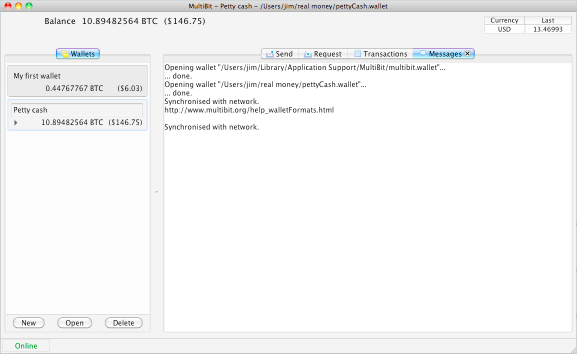 MultiBit - Petty cash - /Users/jim/real money/pettyCash.wallet
Balance 10.89482564 BTC ($146.75)
Currency Last
USD 13.46993
Wallets
Send Request Transactions Messages
My first wallet
0.44767767 BTC ($6.03)
Petty cash
10.89482564 BTC ($146.75)
Opening wallet "/Users/jim/Library/Application Support/MultiBit/multibit.wallet"...
... done.
Opening wallet "/Users/jim/real money/pettyCash.wallet"...
... done.
Synchronised with network.
http://www.multibit.org/help_walletFormats.html
Synchronised with network.
New Open Delete
Online